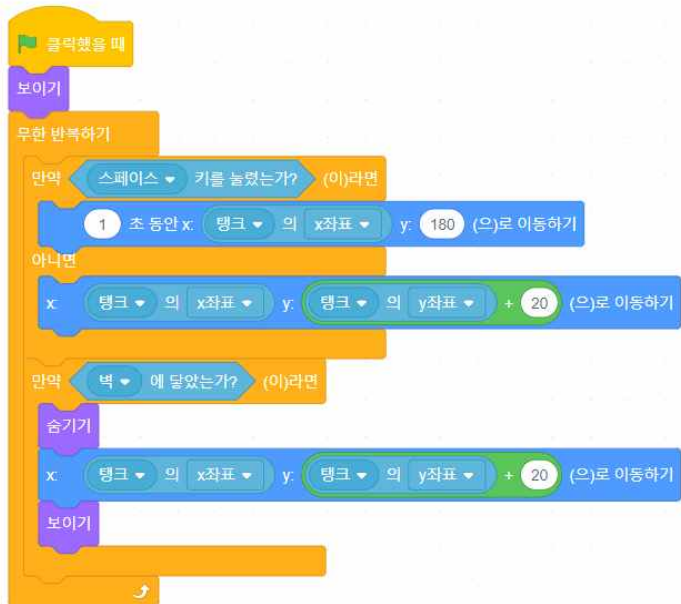 클릭했을 때
보이기
무한 반복하기
만약 스페이스 키를 눌렀는가? (이)라면
1 초 동안 x: 탱크 의 x좌표 y: 180 (으)로 이동하기
아니면
x: 탱크 의 x좌표 y: 탱크 의 y좌표 + 20 (으)로 이동하기
만약 벽 에 닿았는가? (이)라면
숨기기
x: 탱크 의 x좌표 y: 탱크 의 y좌표 + 20 (으)로 이동하기
보이기